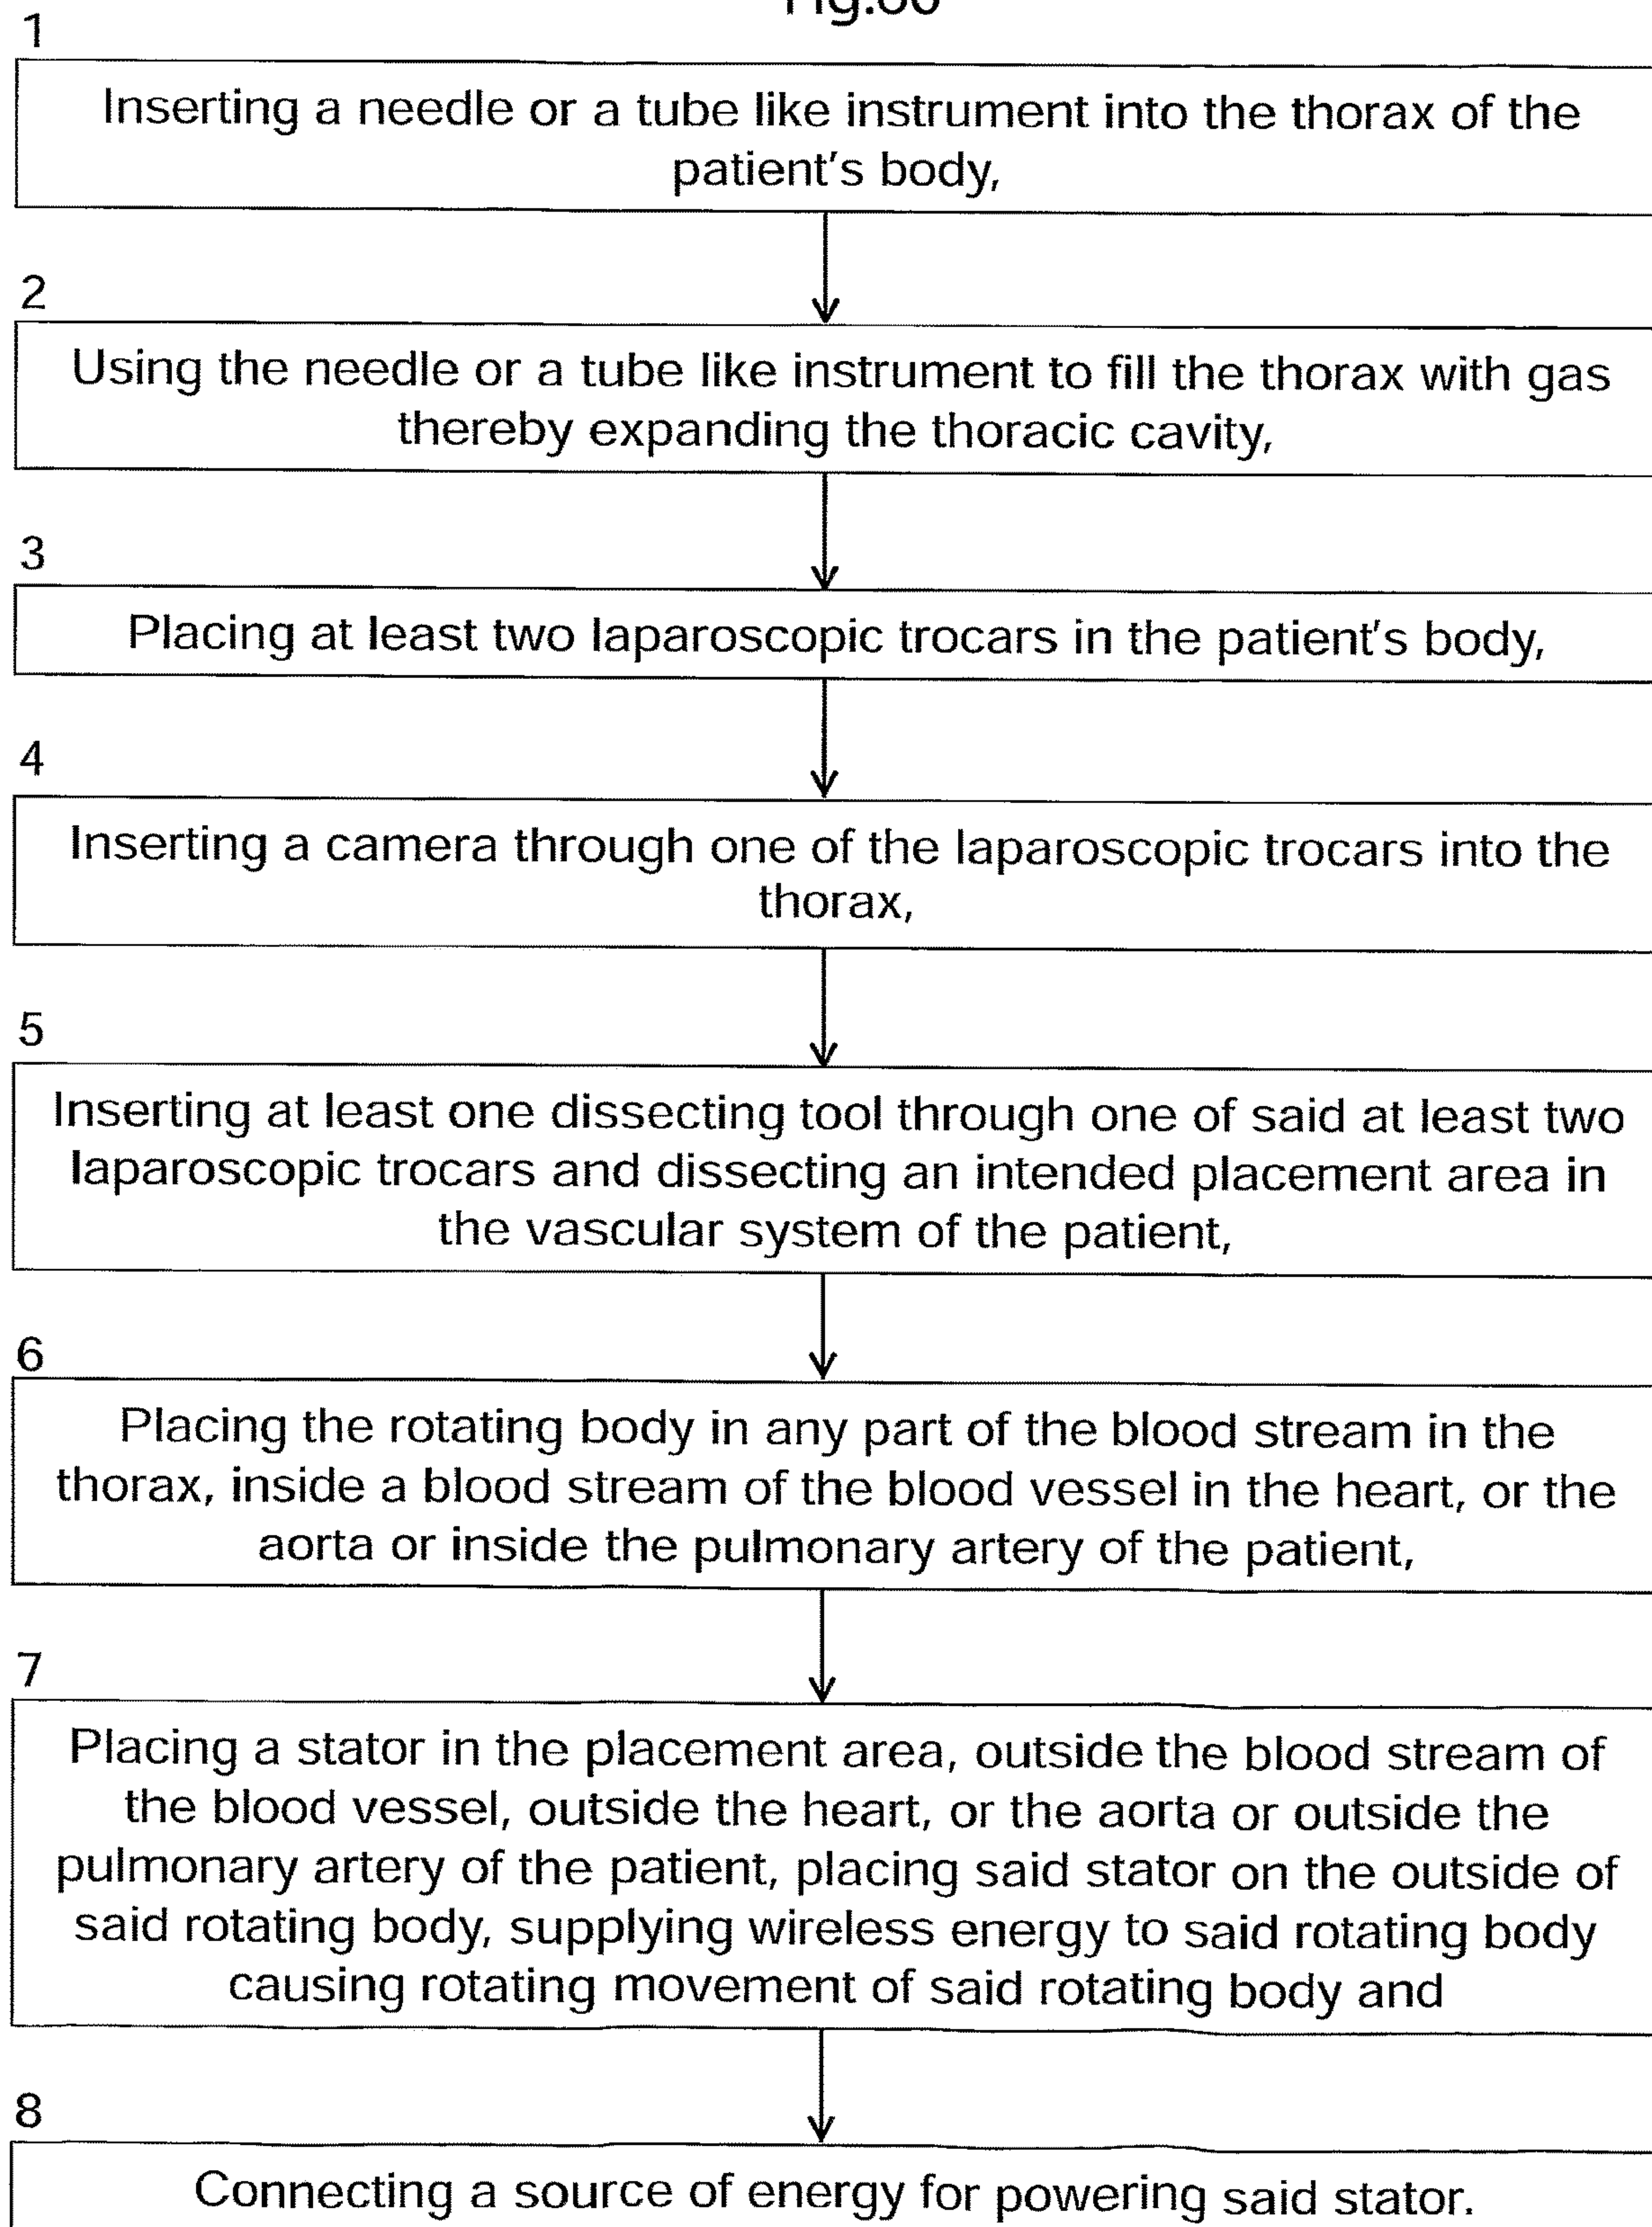 1
Inserting a needle or a tube like instrument into the thorax of the
patient's body,
2
Using the needle or a tube like instrument to fill the thorax with gas
thereby expanding the thoracic cavity,
3
Placing at least two laparoscopic trocars in the patient's body,
4
Inserting a camera through one of the laparoscopic trocars into the
thorax,
5
Inserting at least one dissecting tool through one of said at least two
laparoscopic trocars and dissecting an intended placement area in
the vascular system of the patient,
6
Placing the rotating body in any part of the blood stream in the
thorax, inside a blood stream of the blood vessel in the heart, or the
aorta or inside the pulmonary artery of the patient,
7
Placing a stator in the placement area, outside the blood stream of
the blood vessel, outside the heart, or the aorta or outside the
pulmonary artery of the patient, placing said stator on the outside of
said rotating body, supplying wireless energy to said rotating body
causing rotating movement of said rotating body and
8
Connecting a source of energy for powering said stator.